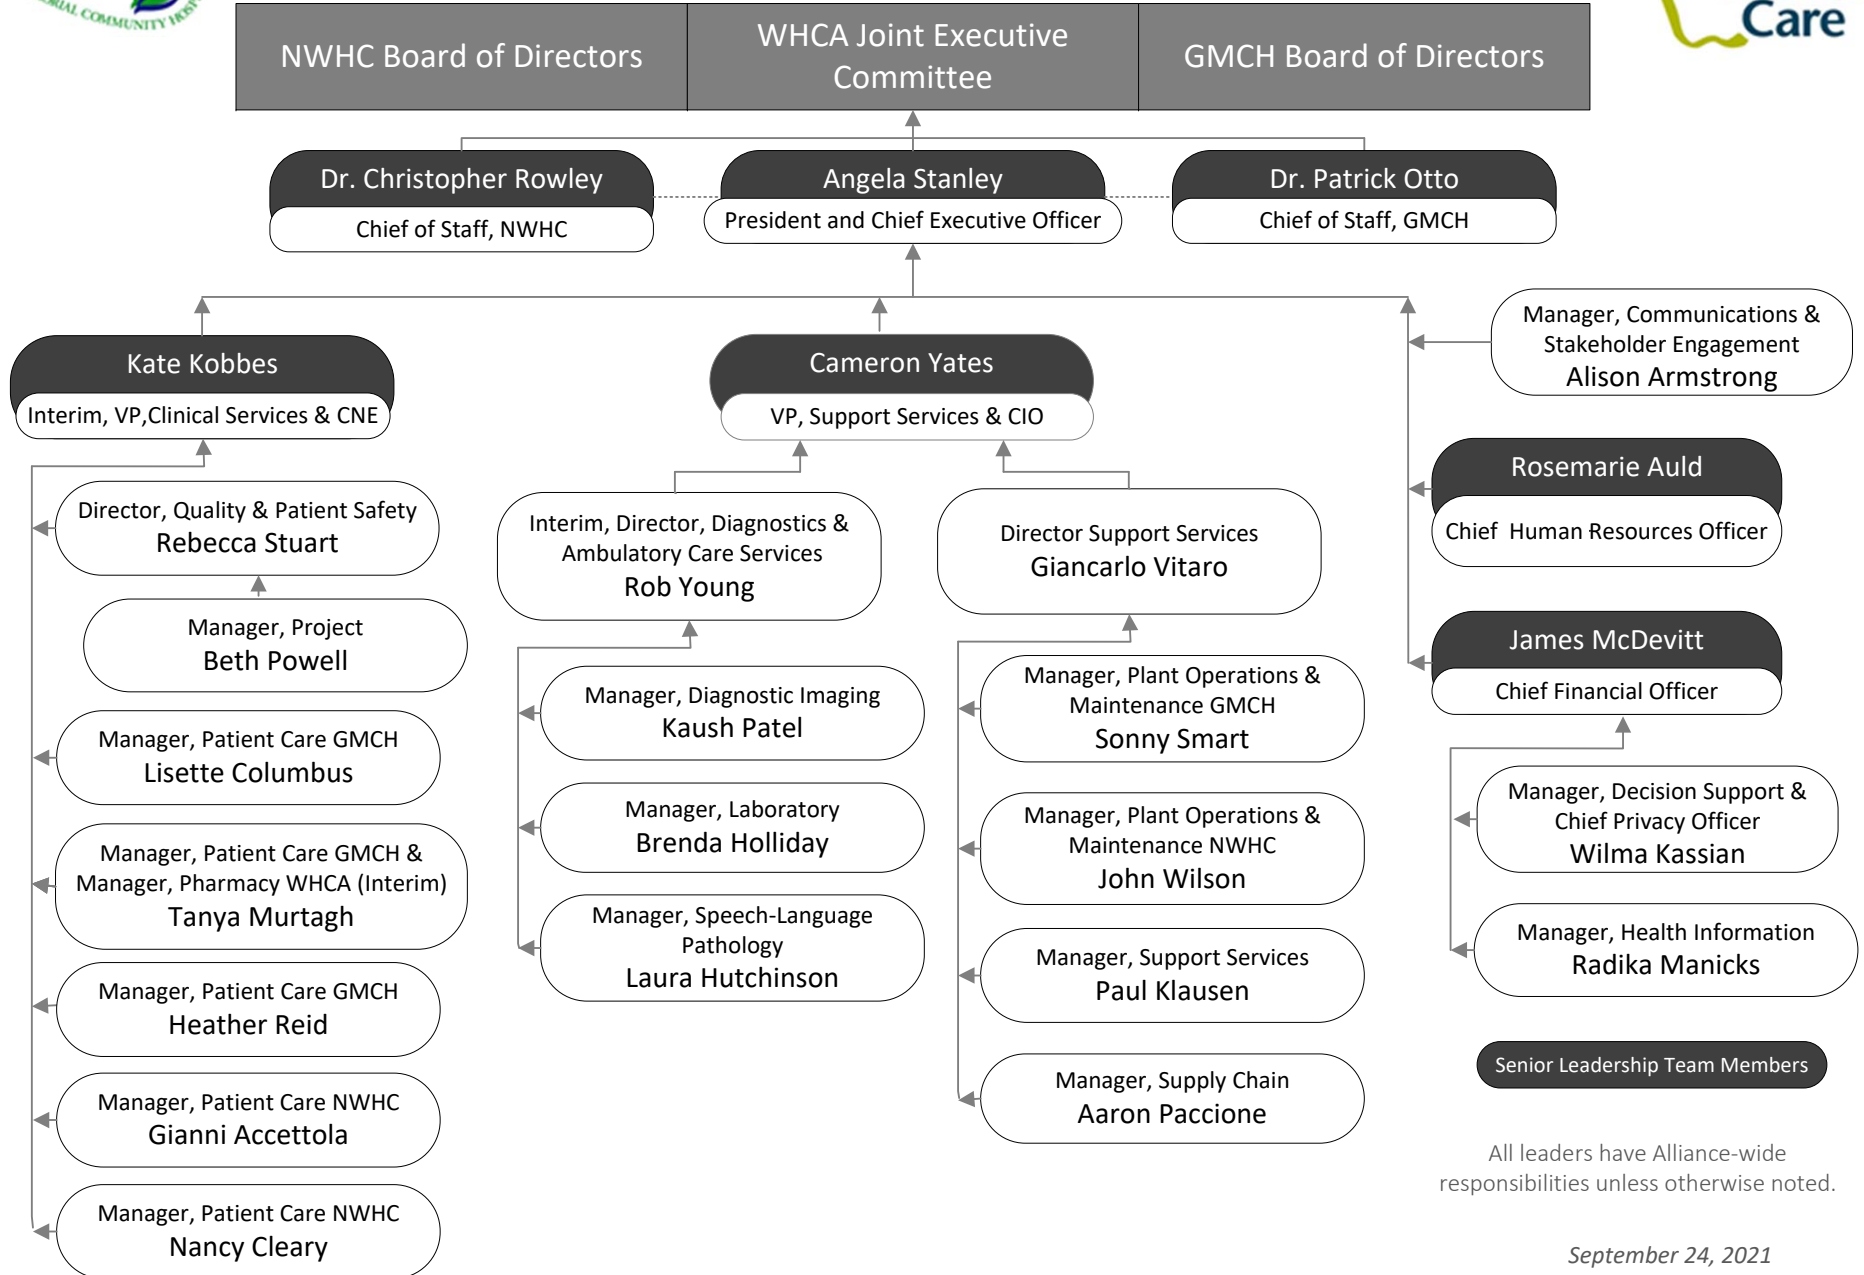 COMMUNITY
Care
NWHC Board of Directors
WHCA Joint Executive
Committee
GMCH Board of Directors
Dr. Christopher Rowley
Chief of Staff, NWHC
Angela Stanley
President and Chief Executive Officer
Dr. Patrick Otto
Chief of Staff, GMCH
Kate Kobbes
Interim, VP,Clinical Services & CNE
Director, Quality & Patient Safety
Rebecca Stuart
Manager, Project
Beth Powell
Manager, Patient Care GMCH
Lisette Columbus
Manager, Patient Care GMCH &
Manager, Pharmacy WHCA (Interim)
Tanya Murtagh
Manager, Patient Care GMCH
Heather Reid
Manager, Patient Care NWHC
Gianni Accettola
Manager, Patient Care NWHC
Nancy Cleary
Cameron Yates
VP, Support Services & CIO
Interim, Director, Diagnostics &
Ambulatory Care Services
Rob Young
Manager, Diagnostic Imaging
Kaush Patel
Manager, Laboratory
Brenda Holliday
Manager, Speech-Language
Pathology
Laura Hutchinson
Director Support Services
Giancarlo Vitaro
Manager, Plant Operations &
Maintenance GMCH
Sonny Smart
Manager, Plant Operations &
Maintenance NWHC
John Wilson
Manager, Support Services
Paul Klausen
Manager, Supply Chain
Aaron Paccione
Manager, Communications &
Stakeholder Engagement
Alison Armstrong
Rosemarie Auld
Chief  Human Resources Officer
James McDevitt
Chief Financial Officer
Manager, Decision Support &
Chief Privacy Officer
Wilma Kassian
Manager, Health Information
Radika Manicks
Senior Leadership Team Members
All leaders have Alliance-wide
responsibilities unless otherwise noted.
September 24, 2021